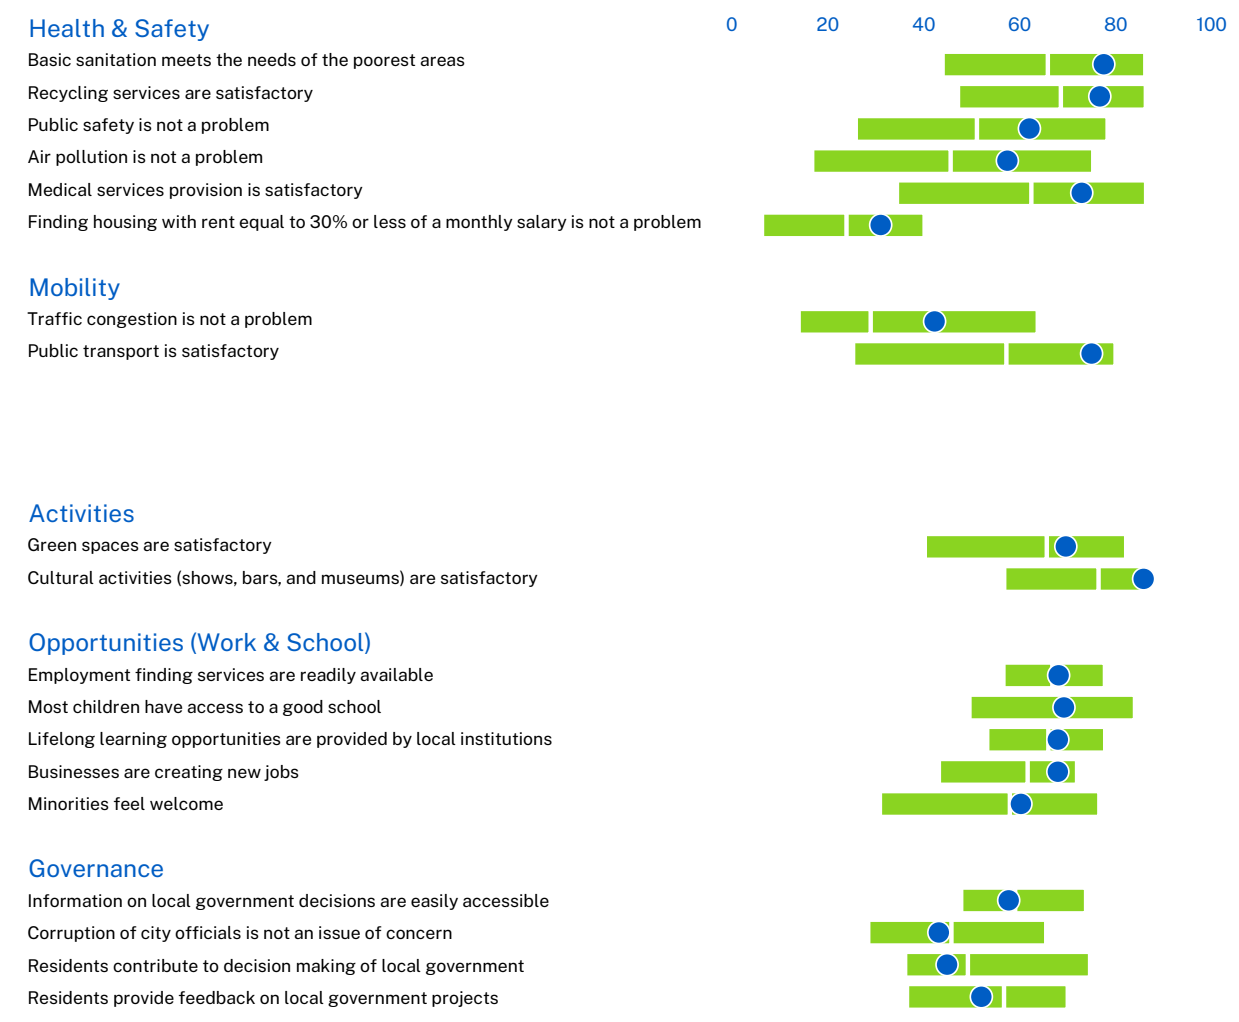 Health & Safety
0 20 40 60 80 100
Basic sanitation meets the needs of the poorest areas
Recycling services are satisfactory
Public safety is not a problem
Air pollution is not a problem
Medical services provision is satisfactory
Finding housing with rent equal to 30% or less of a monthly salary is not a problem
Mobility
Traffic congestion is not a problem
Public transport is satisfactory
Activities
Green spaces are satisfactory
Cultural activities (shows, bars, and museums) are satisfactory
Opportunities (Work & School)
Employment finding services are readily available
Most children have access to a good school
Lifelong learning opportunities are provided by local institutions
Businesses are creating new jobs
Minorities feel welcome
Governance
Information on local government decisions are easily accessible
Corruption of city officials is not an issue of concern
Residents contribute to decision making of local government
Residents provide feedback on local government projects